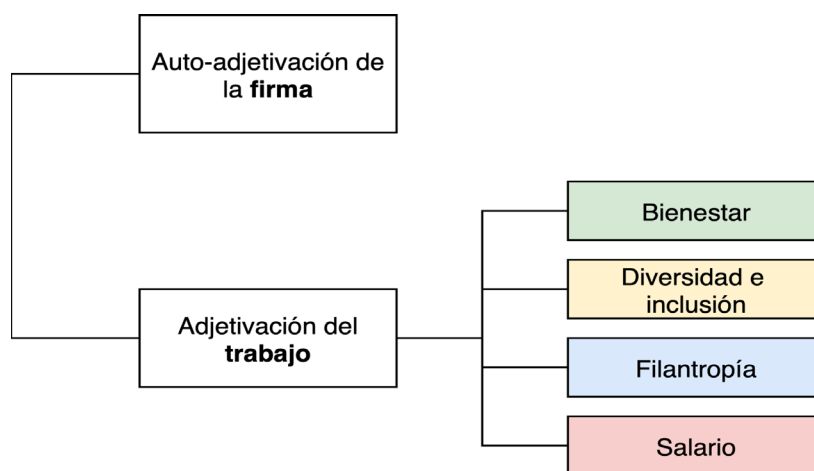 Auto-adjetivación de
la firma
Bienestar
Diversidad e
inclusión
Adjetivación del
trabajo
Filantropía
Salario